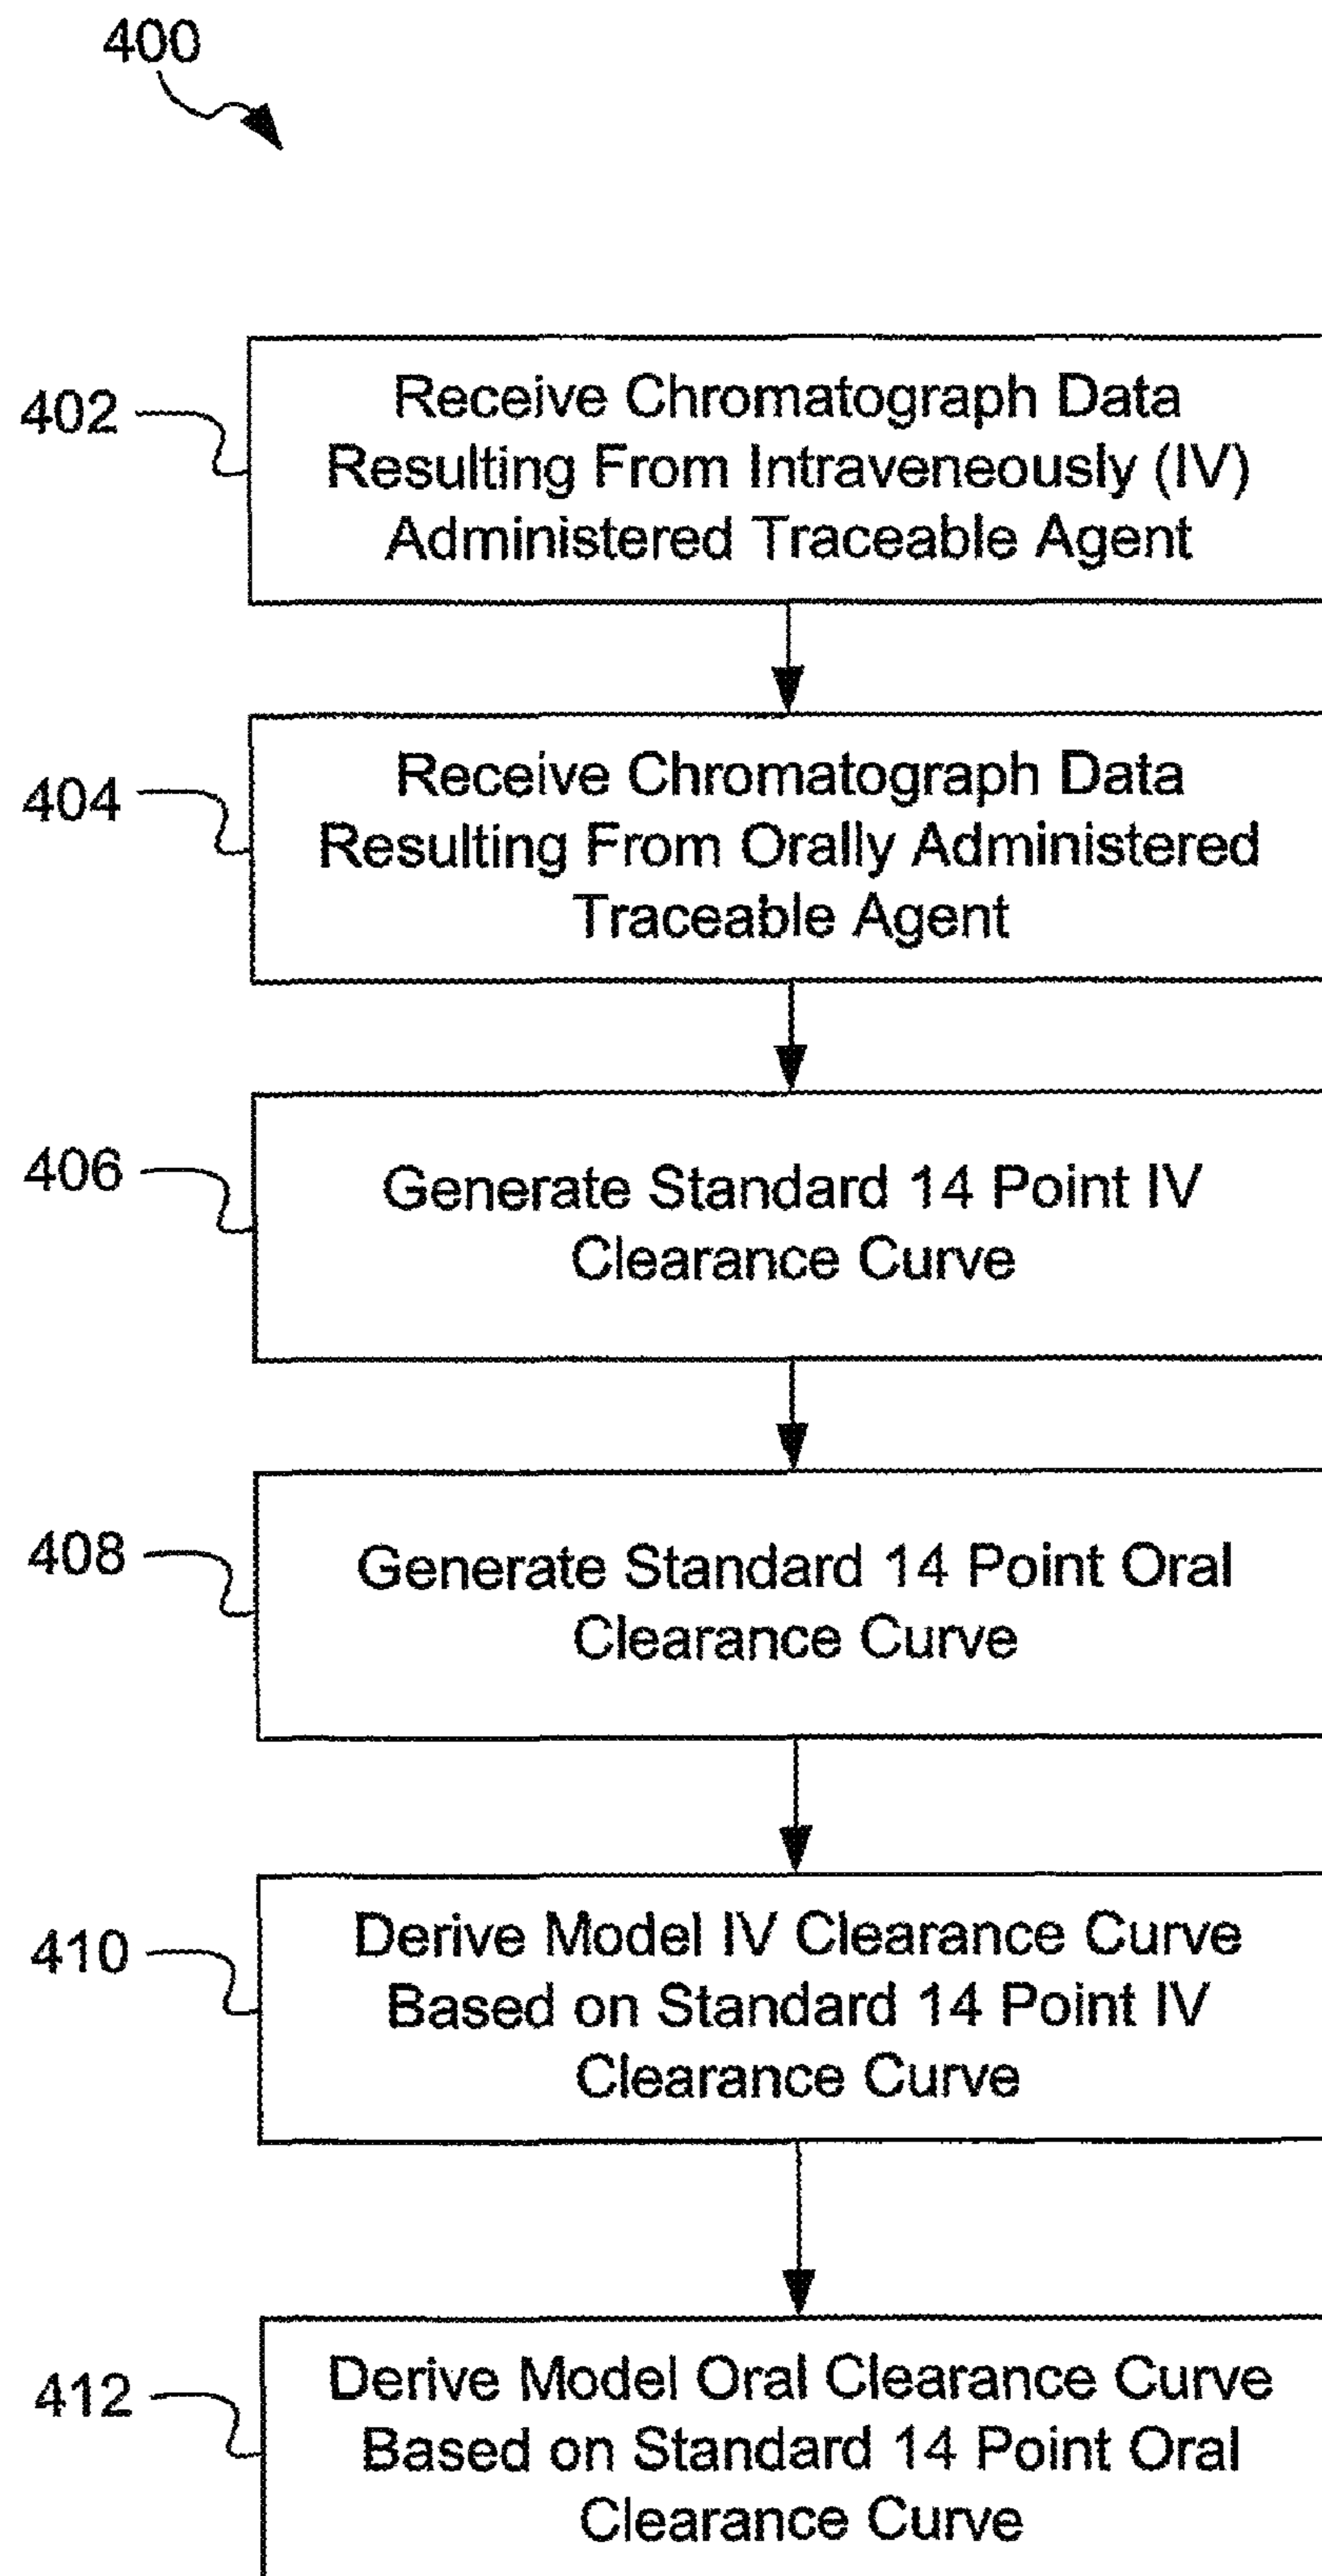 400
402
Receive Chromatograph Data
Resulting From Intraveneously (IV)
Administered Traceable Agent
404
Receive Chromatograph Data
Resulting From Orally Administered
Traceable Agent
406
Generate Standard 14 Point IV
Clearance Curve
408
Generate Standard 14 Point Oral
Clearance Curve
410
Derive Model IV Clearance Curve
Based on Standard 14 Point IV
Clearance Curve
412
Derive Model Oral Clearance Curve
Based on Standard 14 Point Oral
Clearance Curve